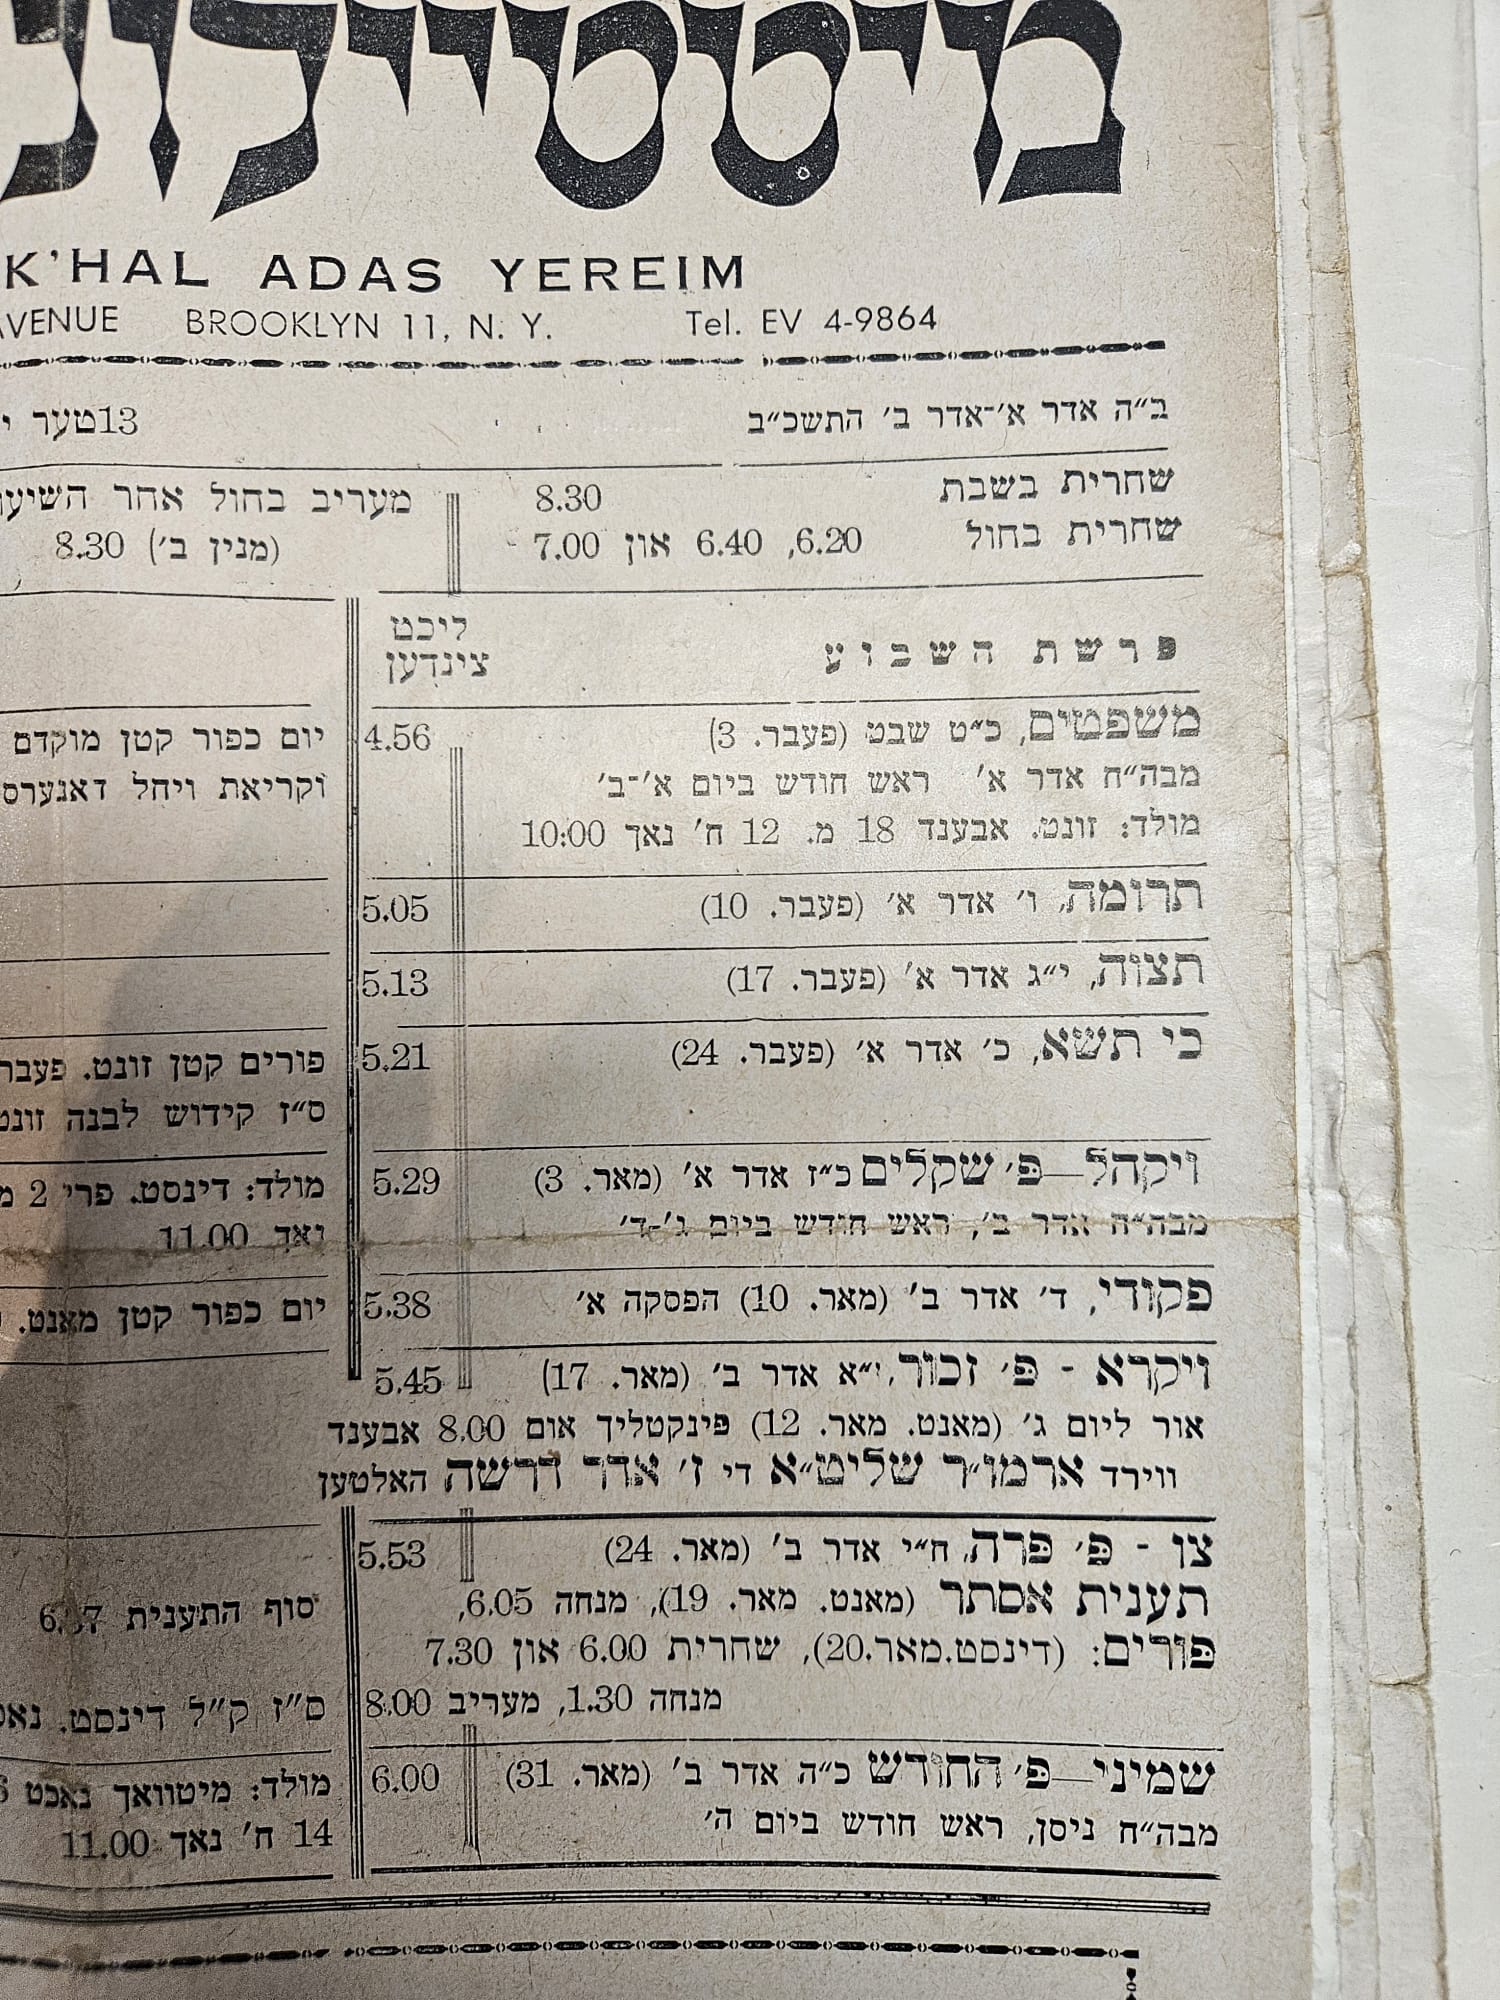 K'HAL ADAS YEREIM
AVENUE BROOKLYN 11, N. Y. Tel. EV 4-9864
ב״ה אדר א׳־אדר ב׳ התשכ״ב
13טער
שחרית בשבת 8.30
שחרית בחול 6.20, 6.40 און 7.00
מעריב בחול אחר
(מנין ב׳) 8.30
פרשת השבוע
ליכט
צינדען
משפטים, כ״ט שבט (פעבר. 3) 4.56
מבה״ח אדר א׳ ראש חודש ביום א׳־ב׳
מולד: זונט. אבענד 18 מ. 12 ח׳ נאך 10:00
יום כפור קטן מוקדם
וקריאת ויחל
תרומה, ו׳ אדר א׳ (פעבר. 10) 5.05
תצוה, י״ג אדר א׳ (פעבר. 17) 5.13
כי תשא, כ׳ אדר א׳ (פעבר. 24) 5.21
פורים קטן זונט. פעבר
ס״ז קידוש לבנה
ויקהל—פ׳ שקלים כ״ז אדר א׳ (מאר. 3) 5.29
מבה״ח אדר ב׳, ראש חודש ביום ג׳־ד׳
מולד: דינסט. פרי 2
נאך 11.00
פקודי, ד׳ אדר ב׳ (מאר. 10) הפסקה א׳ 5.38
יום כפור קטן מאנט.
ויקרא - פ׳ זכור, י״א אדר ב׳ (מאר. 17) 5.45
אור ליום ג׳ (מאנט. מאר. 12) פינקטליך אום 8.00 אבענד
ווירד ארמו״ר שליט״א די ז׳ אדר דרשה האלטען
צו - פ׳ פרה, ח״י אדר ב׳ (מאר. 24) 5.53
תענית אסתר (מאנט. מאר. 19), מנחה 6.05,
סוף התענית
פורים: (דינסט.מאר.20), שחרית 6.00 און 7.30
מנחה 1.30, מעריב 8.00
ס״ז ק״ל דינסט.
שמיני—פ׳ החודש כ״ה אדר ב׳ (מאר. 31) 6.00
מבה״ח ניסן, ראש חודש ביום ה׳
מולד: מיטוואך נאכט
14 ח׳ נאך 11.00